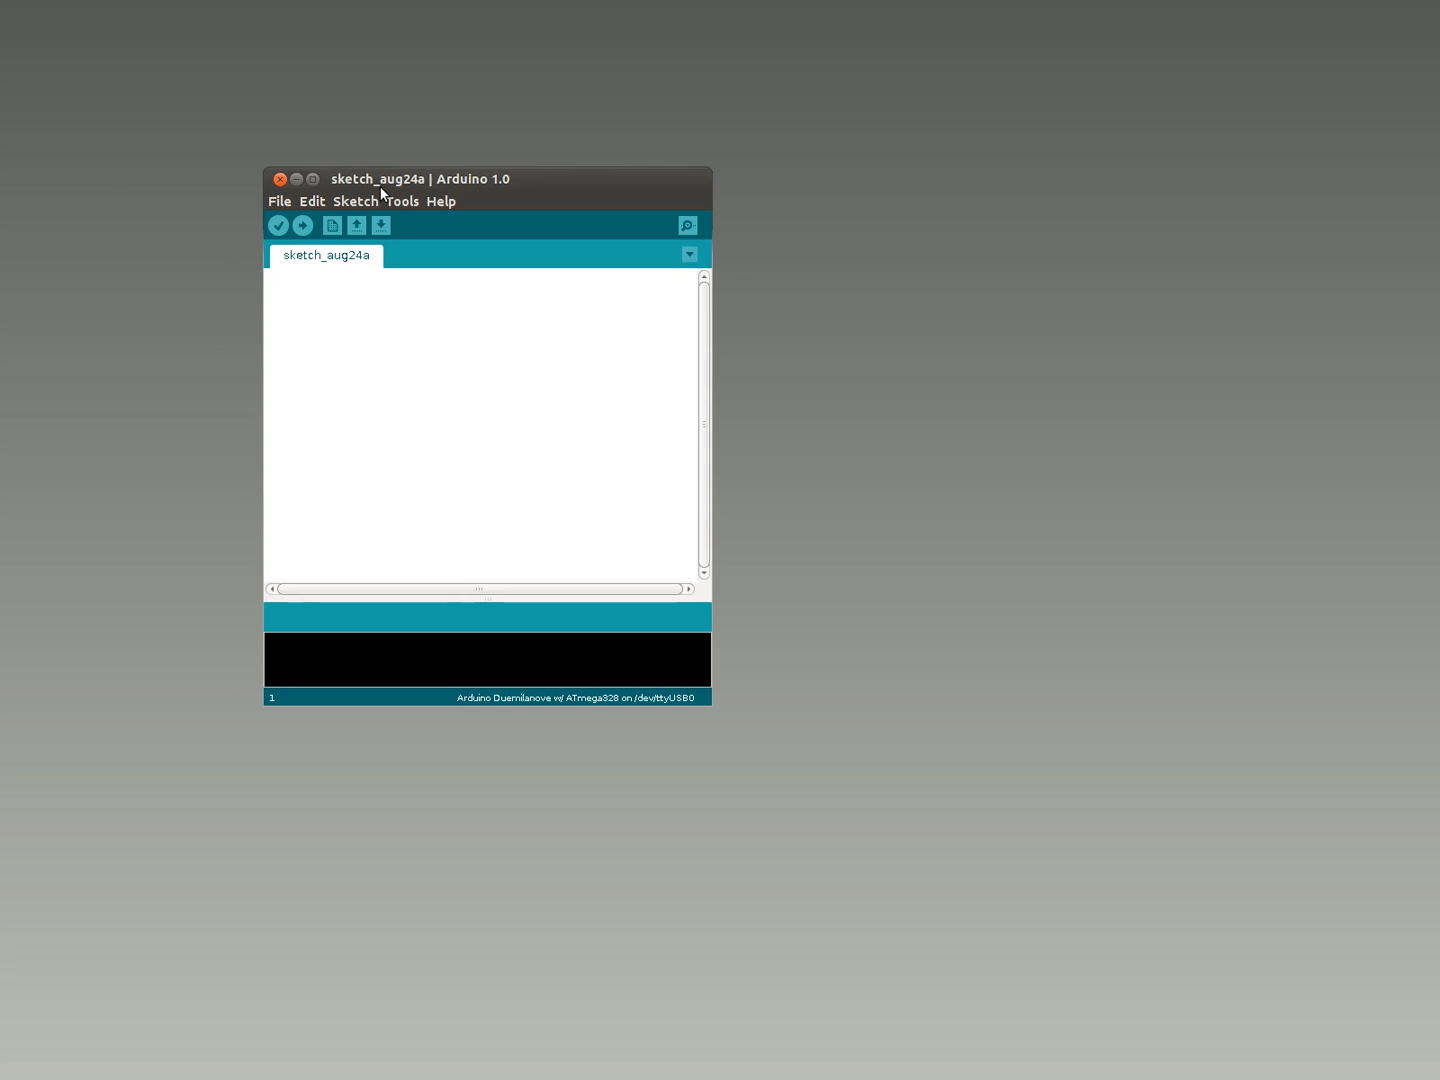 sketch_aug24a | Arduino 1.0
File Edit Sketch Tools Help
sketch_aug24a
1 Arduino Duemilanove w/ ATmega328 on /dev/ttyUSB0